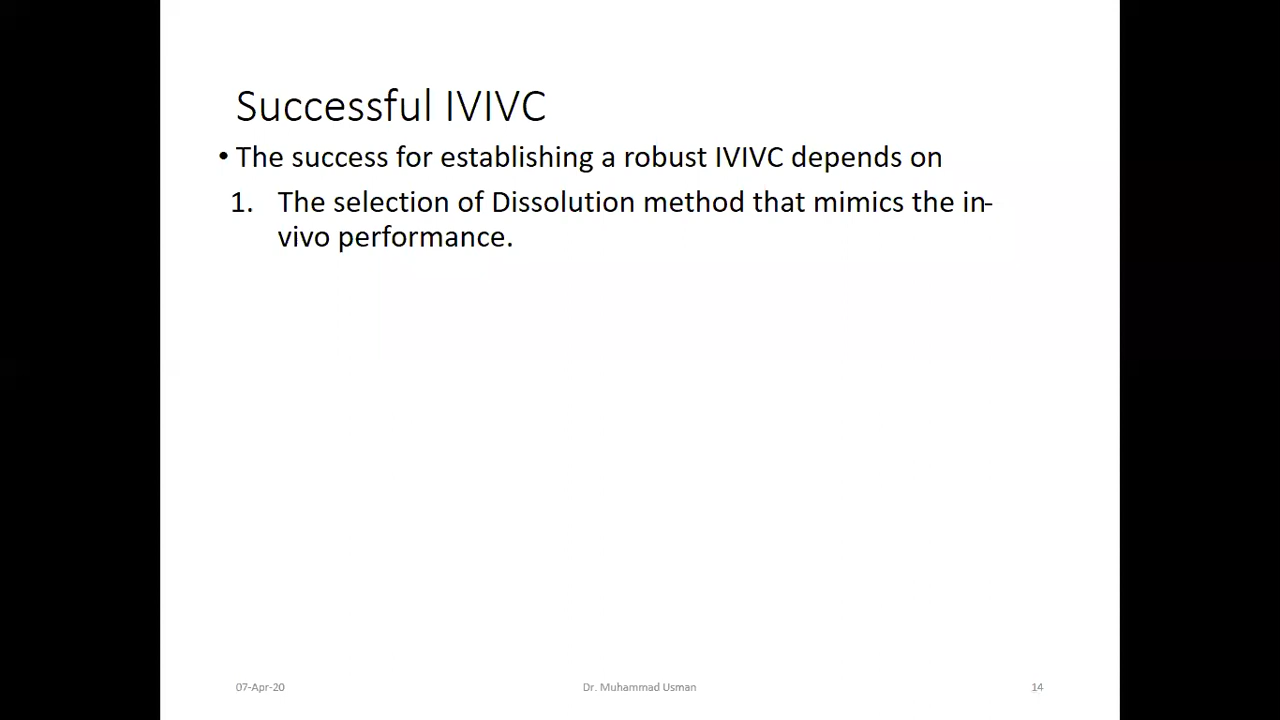 Successful IVIVC
• The success for establishing a robust IVIVC depends on
1. The selection of Dissolution method that mimics the in-
vivo performance.
07-Apr-20
Dr. Muhammad Usman
14